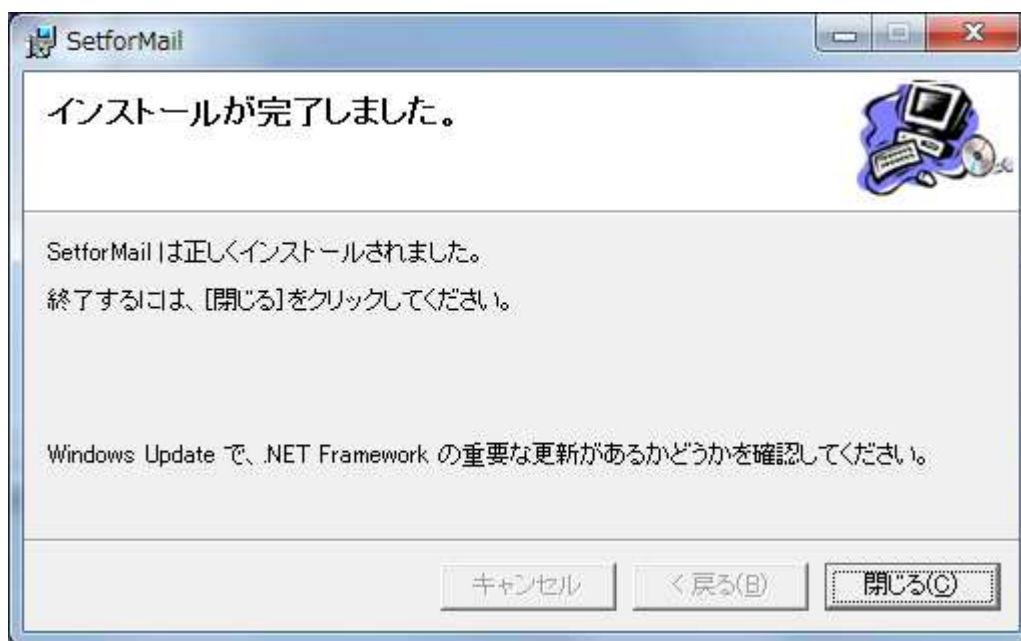 SetforMail
インストールが完了しました。
SetforMail は正しくインストールされました。
終了するには、[閉じる]をクリックしてください。
Windows Update で、.NET Framework の重要な更新があるかどうかを確認してください。
キャンセル
< 戻る(B)
閉じる(C)